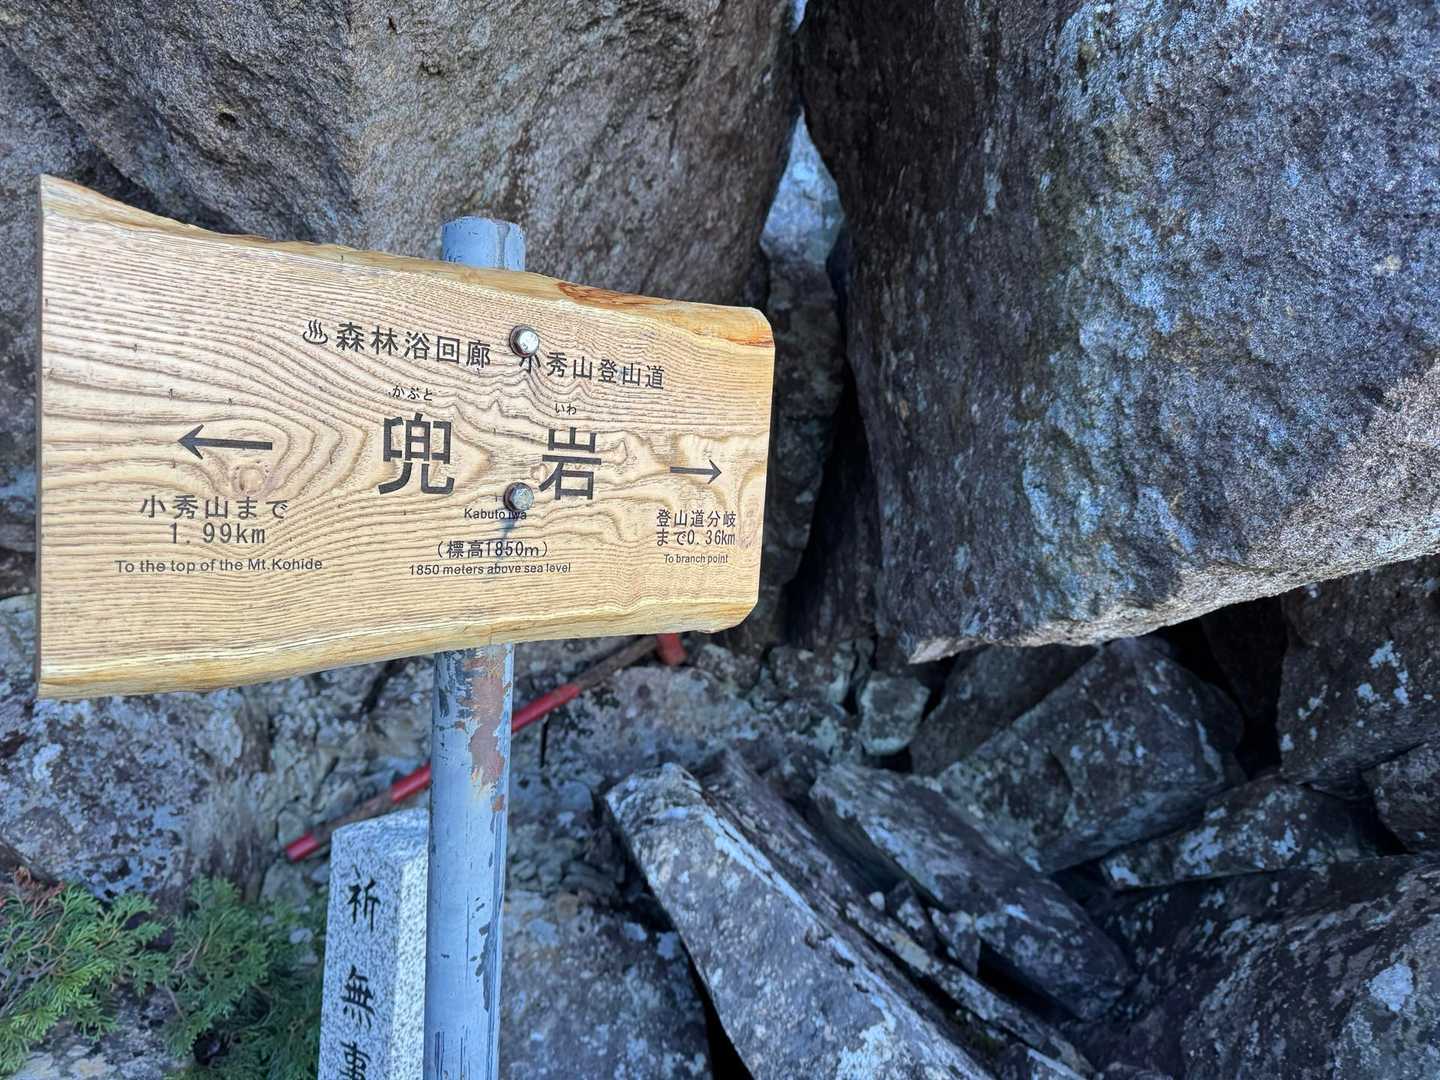 ♨森林浴回廊 小秀山登山道
かぶと いわ
← 兜岩 →
Kabuto iwa
(標高1850m)
1850 meters above sea level
小秀山まで
1.99km
To the top of the Mt.Kohide
登山道分岐
まで0.36km
To branch point
祈無事